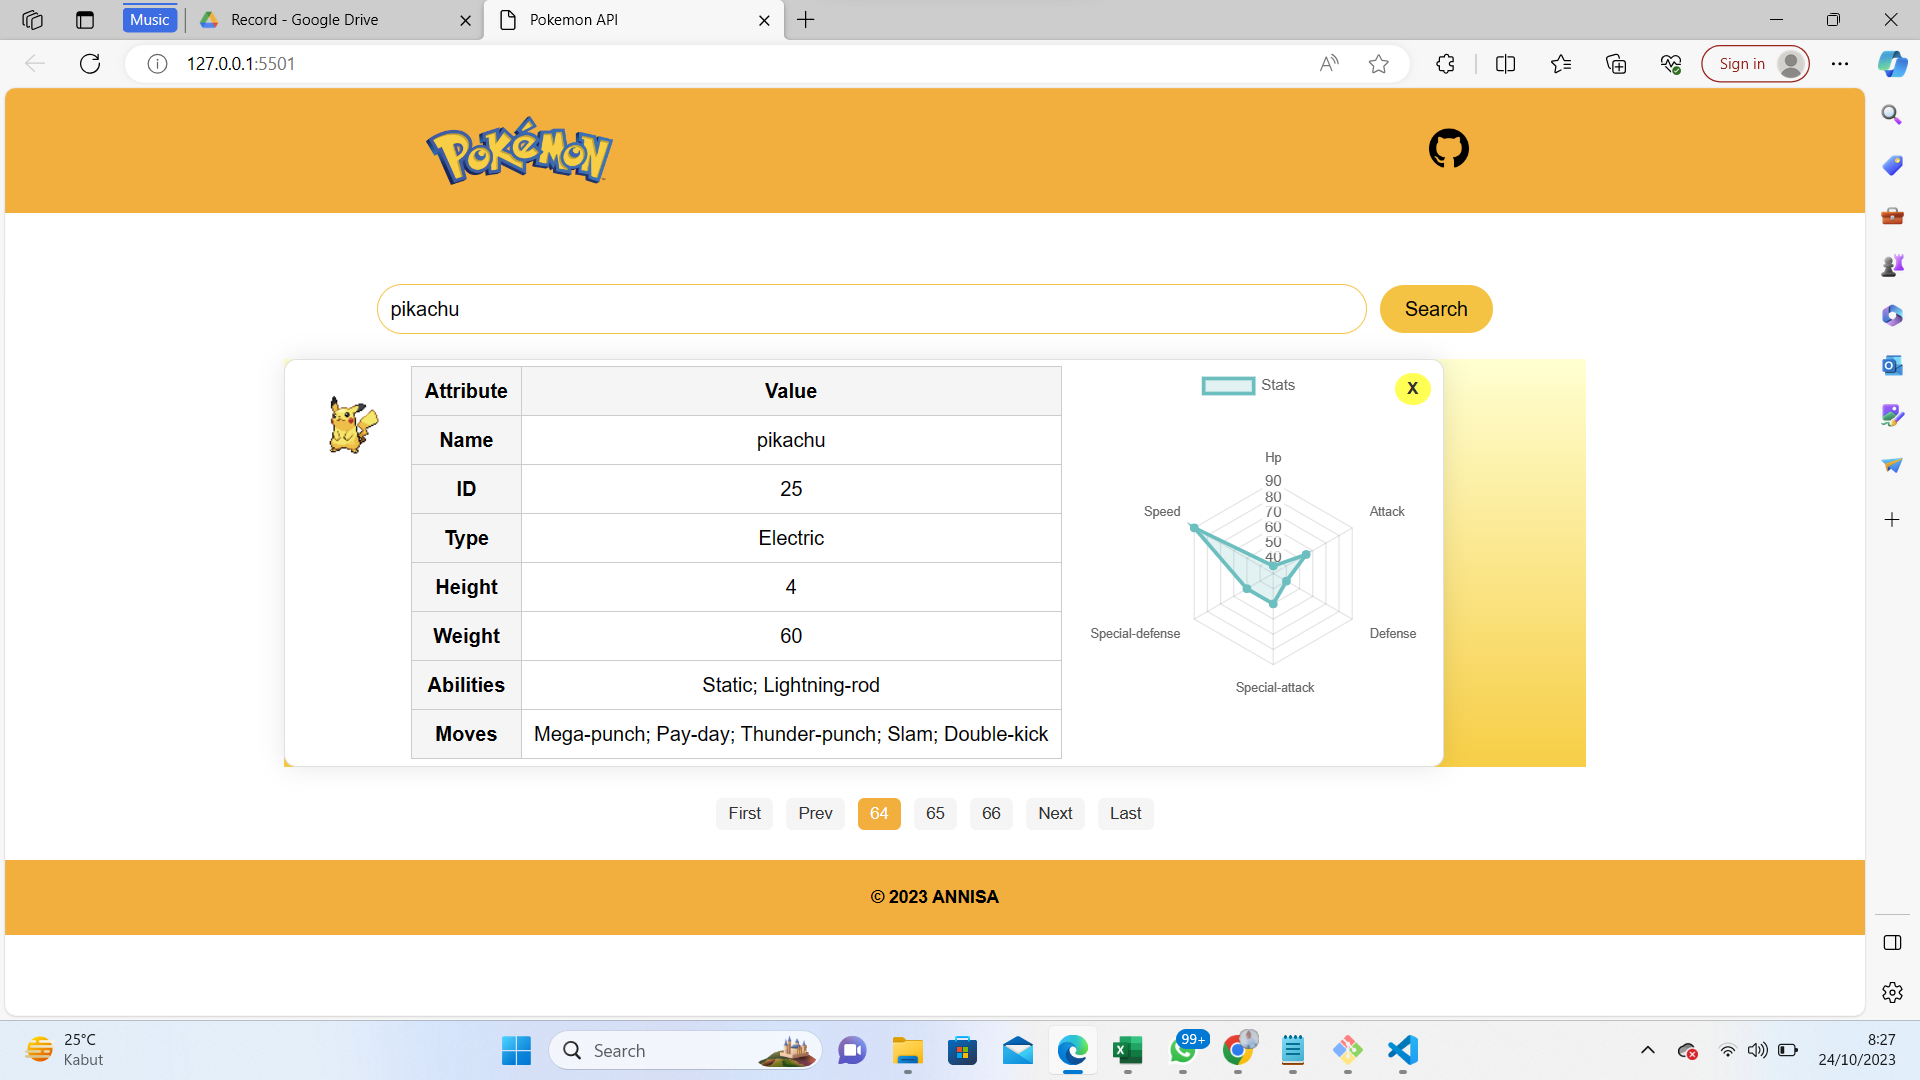 Music
Record - Google Drive
Pokemon API
127.0.0.1:5501
Sign in
POKéMON
pikachu
Search
Attribute Value
Name pikachu
ID 25
Type Electric
Height 4
Weight 60
Abilities Static; Lightning-rod
Moves Mega-punch; Pay-day; Thunder-punch; Slam; Double-kick
Stats
X
Hp
90
80
70
60
50
40
Speed
Attack
Special-defense
Defense
Special-attack
First Prev 64 65 66 Next Last
© 2023 ANNISA
25°C
Kabut
Search
99+
8:27
24/10/2023